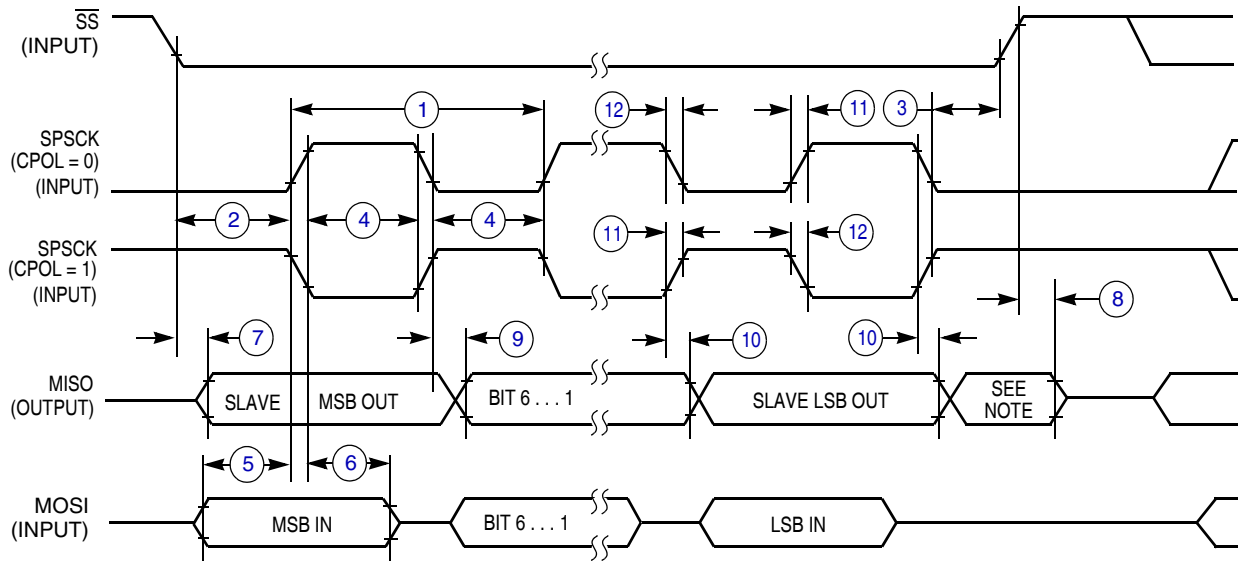 SS
(INPUT)
1
12
11
3
SPSCK
(CPOL = 0)
(INPUT)
2
4
4
11
12
SPSCK
(CPOL = 1)
(INPUT)
8
7
9
10
10
MISO
(OUTPUT)
SLAVE MSB OUT
BIT 6 . . . 1
SLAVE LSB OUT
SEE
NOTE
5
6
MOSI
(INPUT)
MSB IN
BIT 6 . . . 1
LSB IN